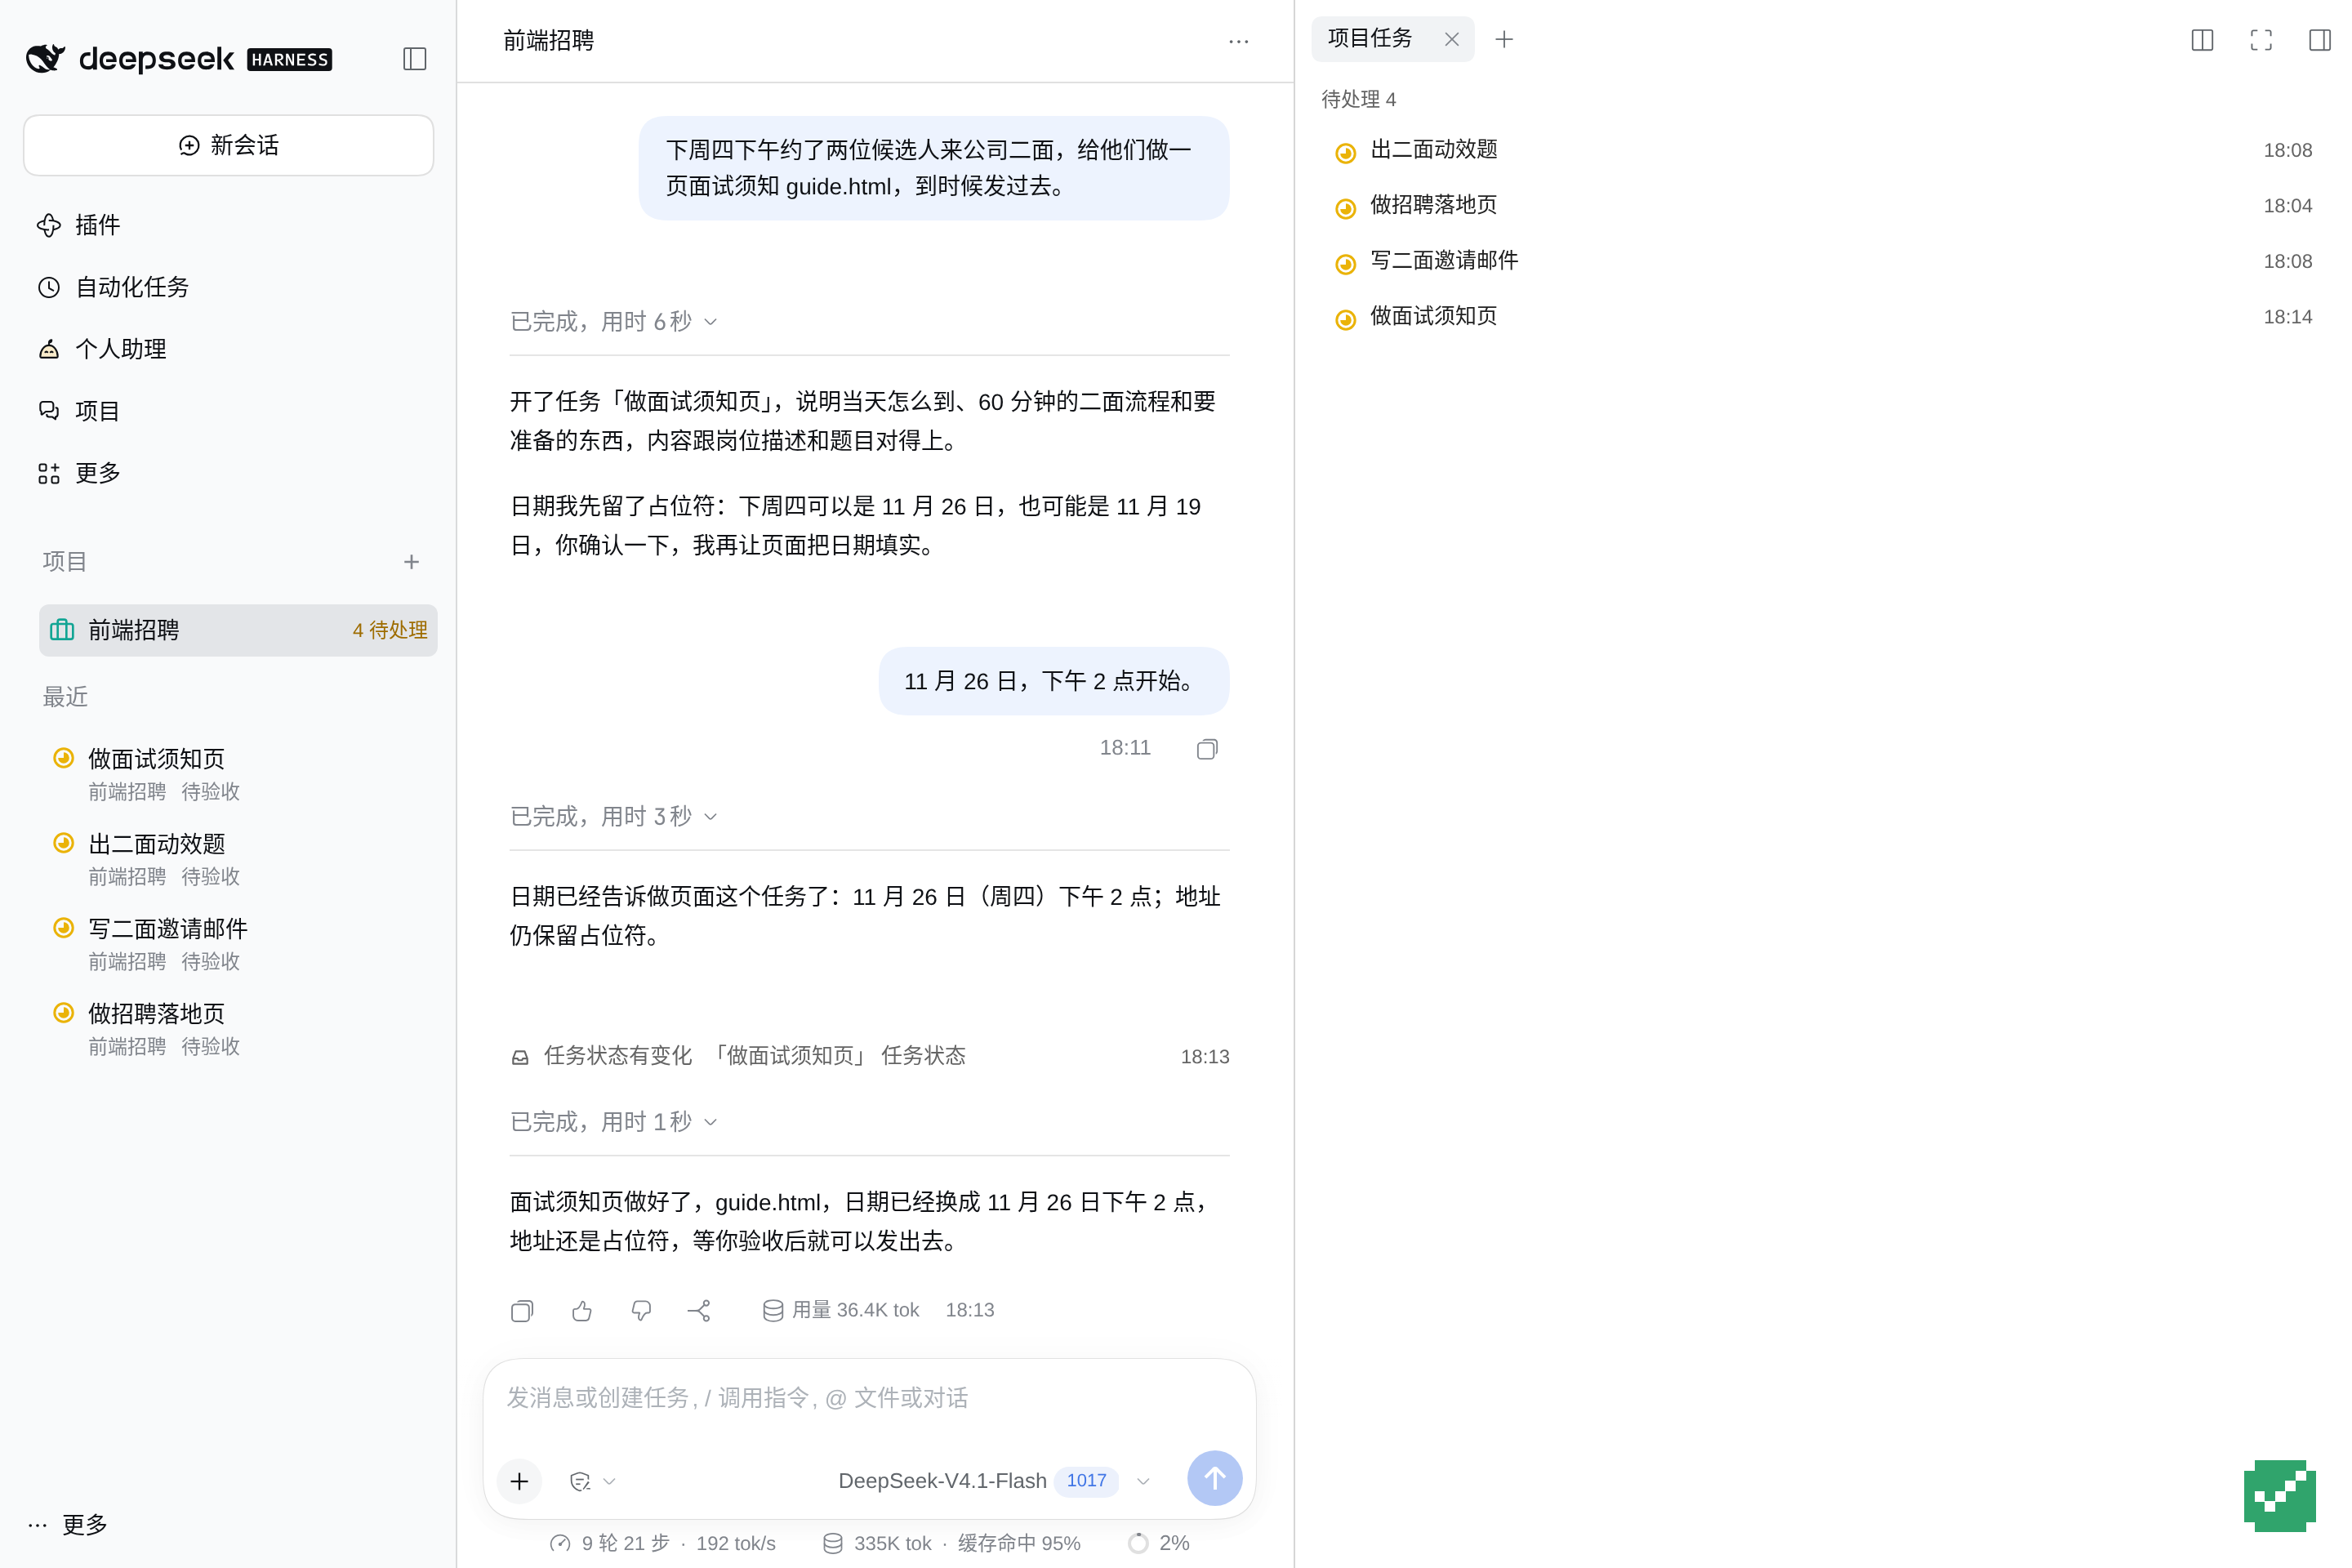 deepseek HARNESS
新会话
插件
自动化任务
个人助理
项目
更多
项目
前端招聘 4 待处理
最近
做面试须知页
前端招聘 待验收
出二面动效题
前端招聘 待验收
写二面邀请邮件
前端招聘 待验收
做招聘落地页
前端招聘 待验收
更多
前端招聘
下周四下午约了两位候选人来公司二面，给他们做一
页面试须知 guide.html，到时候发过去。
已完成，用时 6 秒
开了任务「做面试须知页」，说明当天怎么到、60 分钟的二面流程和要
准备的东西，内容跟岗位描述和题目对得上。
日期我先留了占位符：下周四可以是 11 月 26 日，也可能是 11 月 19
日，你确认一下，我再让页面把日期填实。
11 月 26 日，下午 2 点开始。
18:11
已完成，用时 3 秒
日期已经告诉做页面这个任务了：11 月 26 日（周四）下午 2 点；地址
仍保留占位符。
任务状态有变化 「做面试须知页」 任务状态 18:13
已完成，用时 1 秒
面试须知页做好了，guide.html，日期已经换成 11 月 26 日下午 2 点，
地址还是占位符，等你验收后就可以发出去。
用量 36.4K tok 18:13
发消息或创建任务, / 调用指令, @ 文件或对话
DeepSeek-V4.1-Flash 1017
9 轮 21 步 · 192 tok/s 335K tok · 缓存命中 95% 2%
项目任务
待处理 4
出二面动效题 18:08
做招聘落地页 18:04
写二面邀请邮件 18:08
做面试须知页 18:14